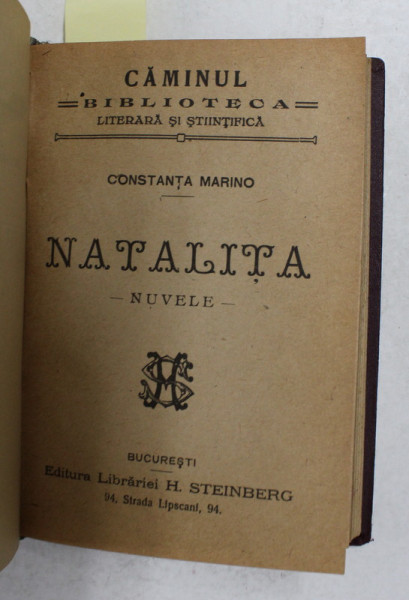 CĂMINUL
BIBLIOTECA
LITERARĂ ȘI ȘTIINȚIFICĂ
CONSTANȚA MARINO
NATALIȚA
— NUVELE —
BUCUREȘTI
Editura Librăriei H. STEINBERG
94, Strada Lipscani, 94.